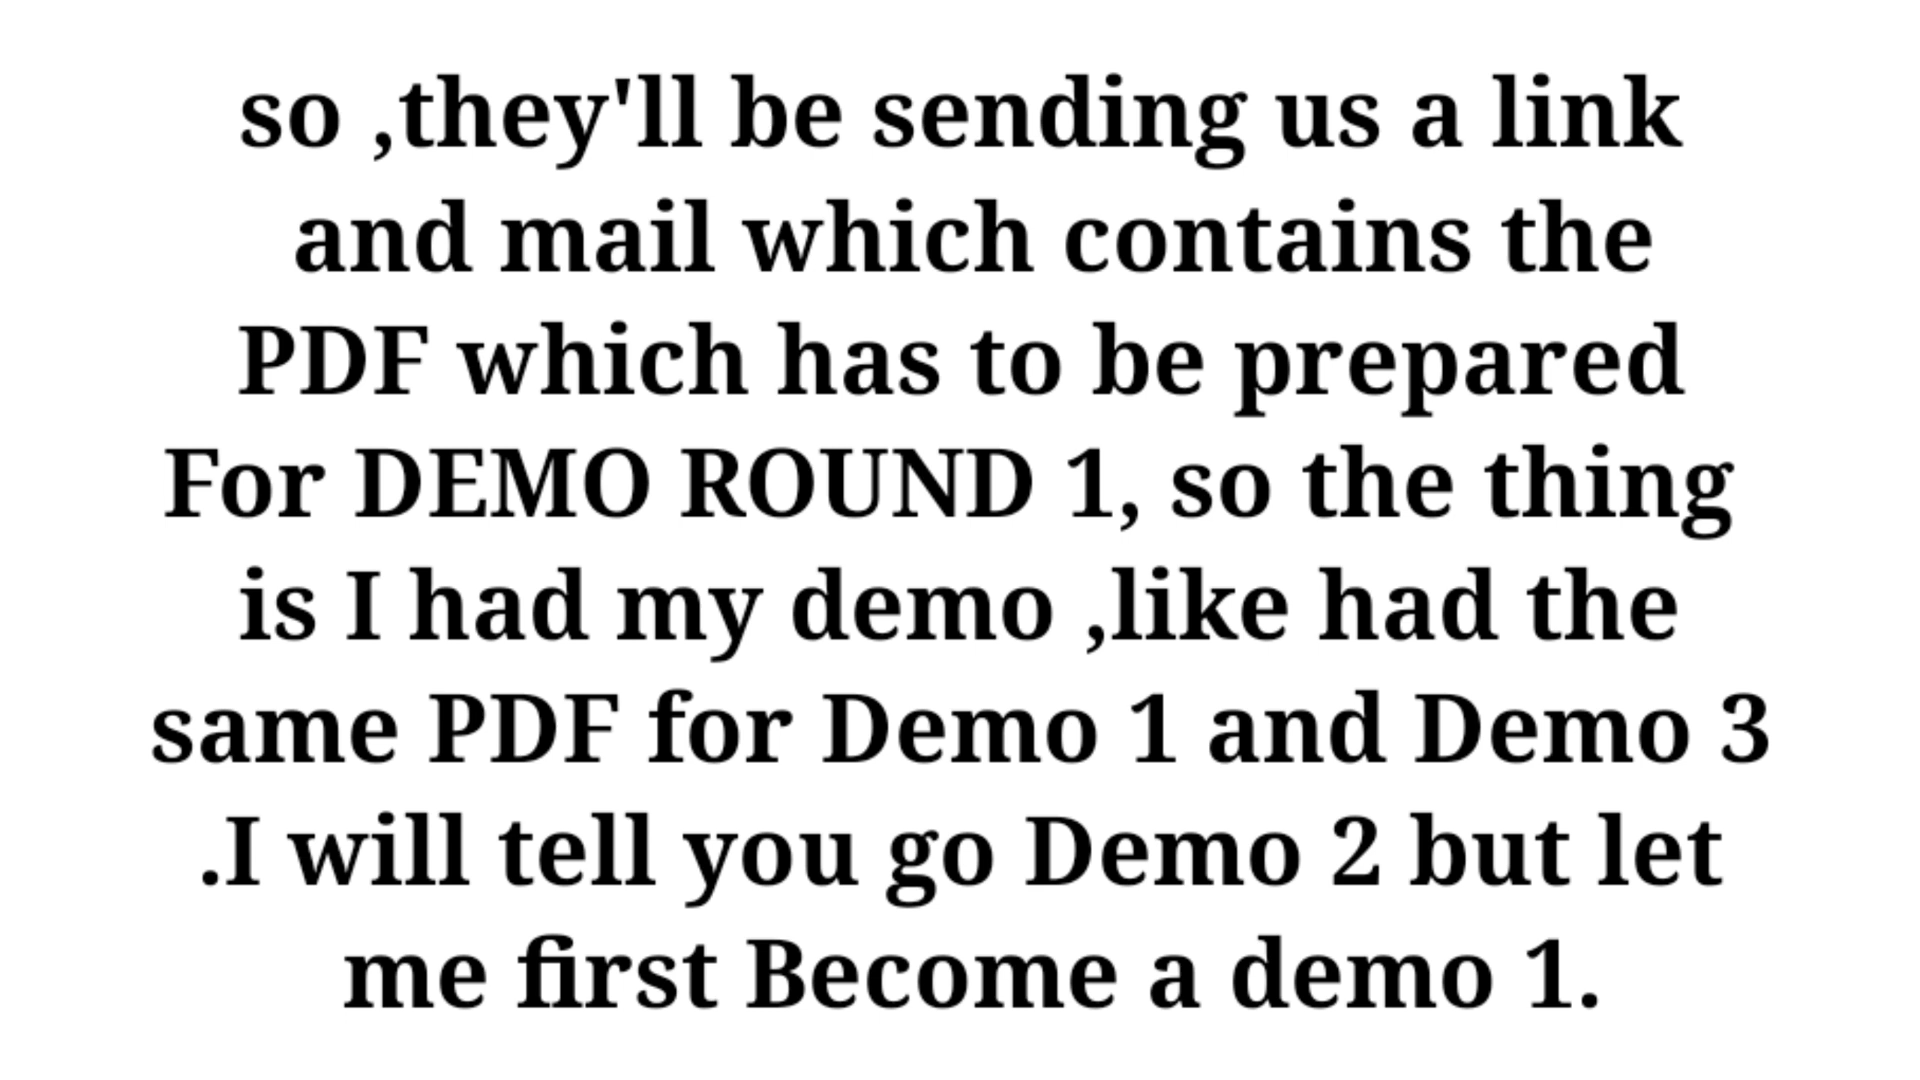 so ,they'll be sending us a link
and mail which contains the
PDF which has to be prepared
For DEMO ROUND 1, so the thing
is I had my demo ,like had the
same PDF for Demo 1 and Demo 3
.I will tell you go Demo 2 but let
me first Become a demo 1.